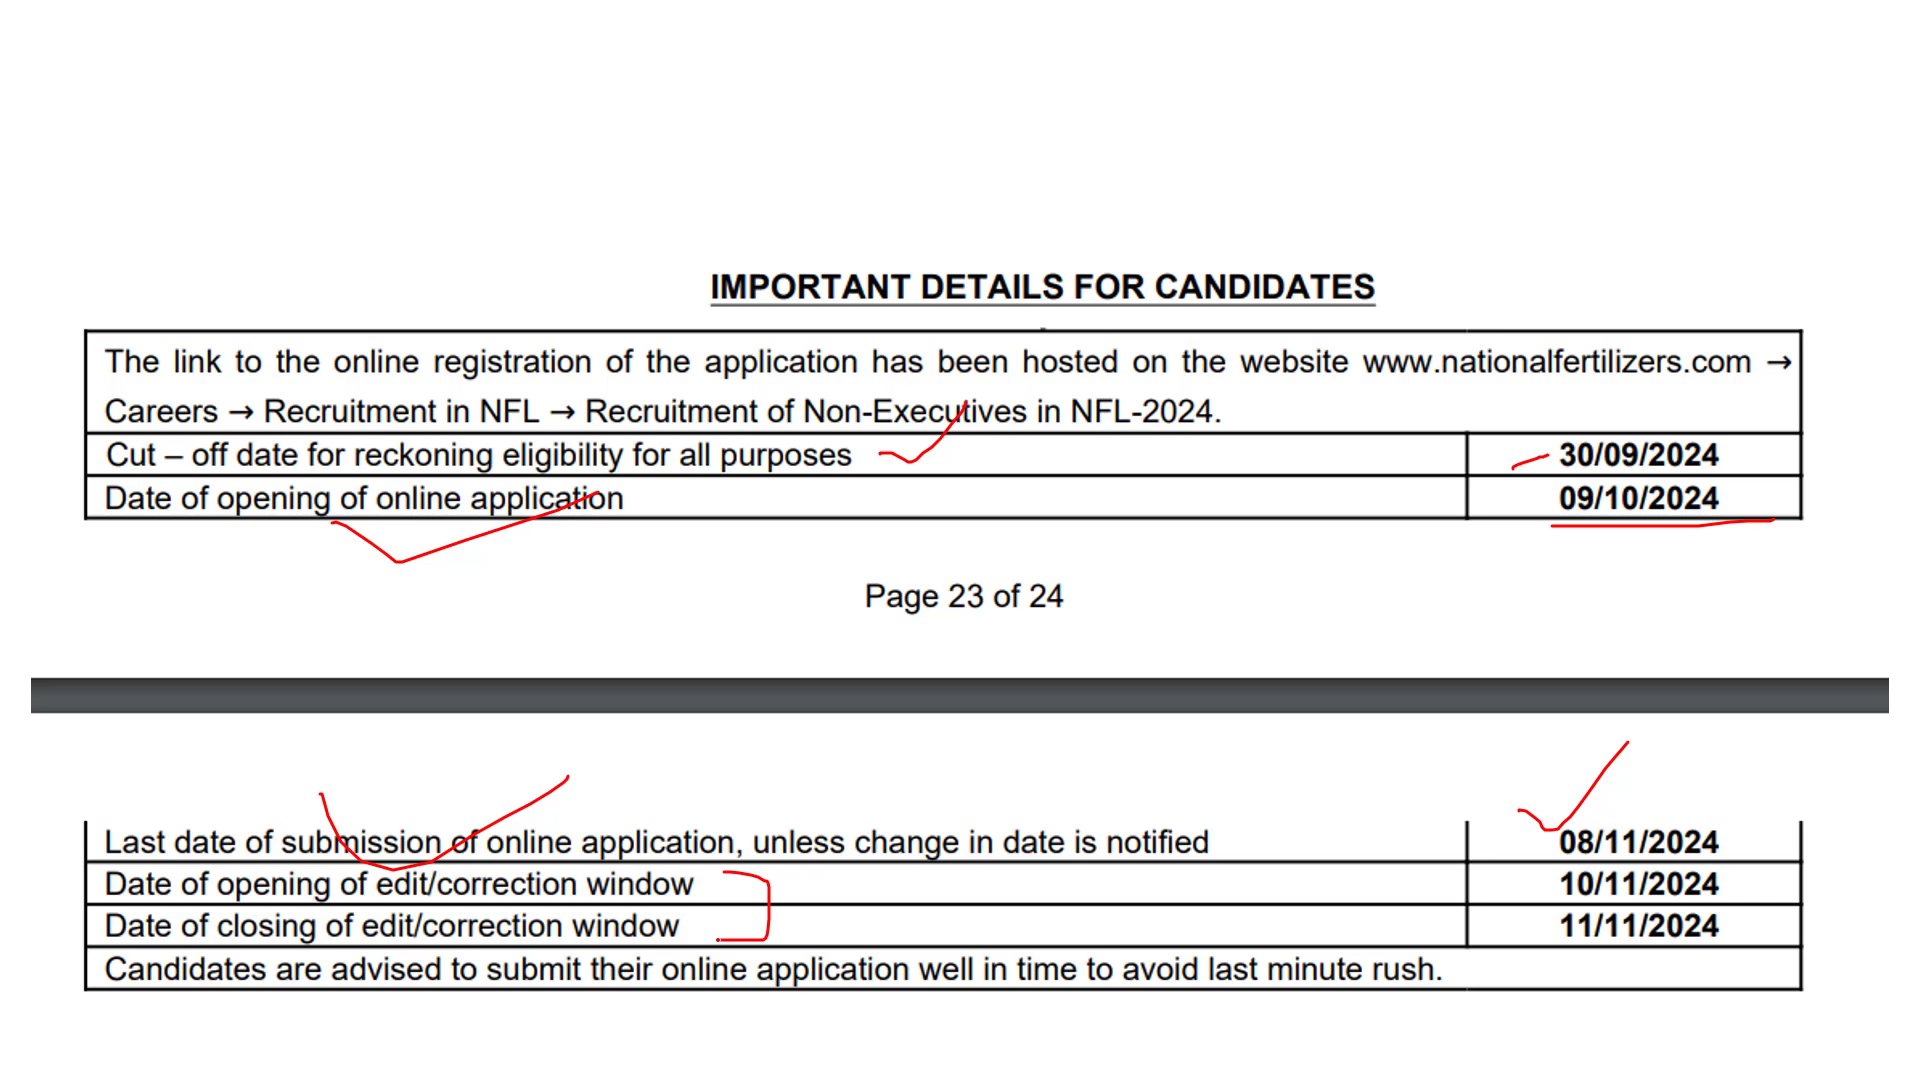 IMPORTANT DETAILS FOR CANDIDATES
The link to the online registration of the application has been hosted on the website www.nationalfertilizers.com →
Careers → Recruitment in NFL → Recruitment of Non-Executives in NFL-2024.
Cut – off date for reckoning eligibility for all purposes 30/09/2024
Date of opening of online application 09/10/2024
Page 23 of 24
Last date of submission of online application, unless change in date is notified 08/11/2024
Date of opening of edit/correction window 10/11/2024
Date of closing of edit/correction window 11/11/2024
Candidates are advised to submit their online application well in time to avoid last minute rush.